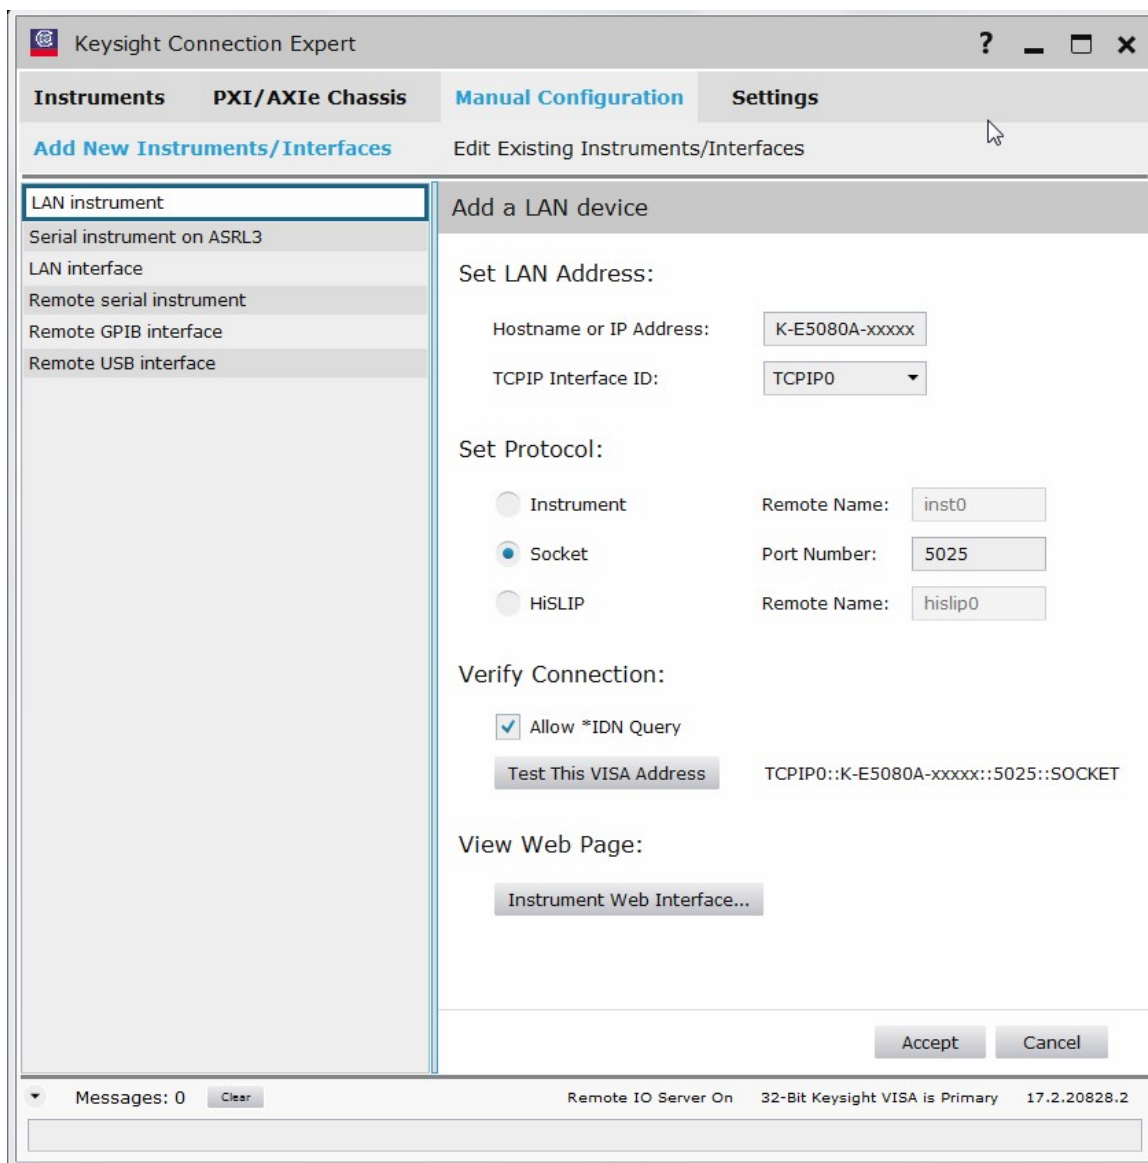 Keysight Connection Expert ?
Instruments PXI/AXIe Chassis Manual Configuration Settings
Add New Instruments/Interfaces Edit Existing Instruments/Interfaces
LAN instrument
Serial instrument on ASRL3
LAN interface
Remote serial instrument
Remote GPIB interface
Remote USB interface
Add a LAN device
Set LAN Address:
Hostname or IP Address: K-E5080A-xxxxx
TCPIP Interface ID: TCPIP0
Set Protocol:
Instrument Remote Name: inst0
Socket Port Number: 5025
HiSLIP Remote Name: hislip0
Verify Connection:
Allow *IDN Query
Test This VISA Address TCPIP0::K-E5080A-xxxxx::5025::SOCKET
View Web Page:
Instrument Web Interface...
Accept Cancel
Messages: 0 Clear Remote IO Server On 32-Bit Keysight VISA is Primary 17.2.20828.2